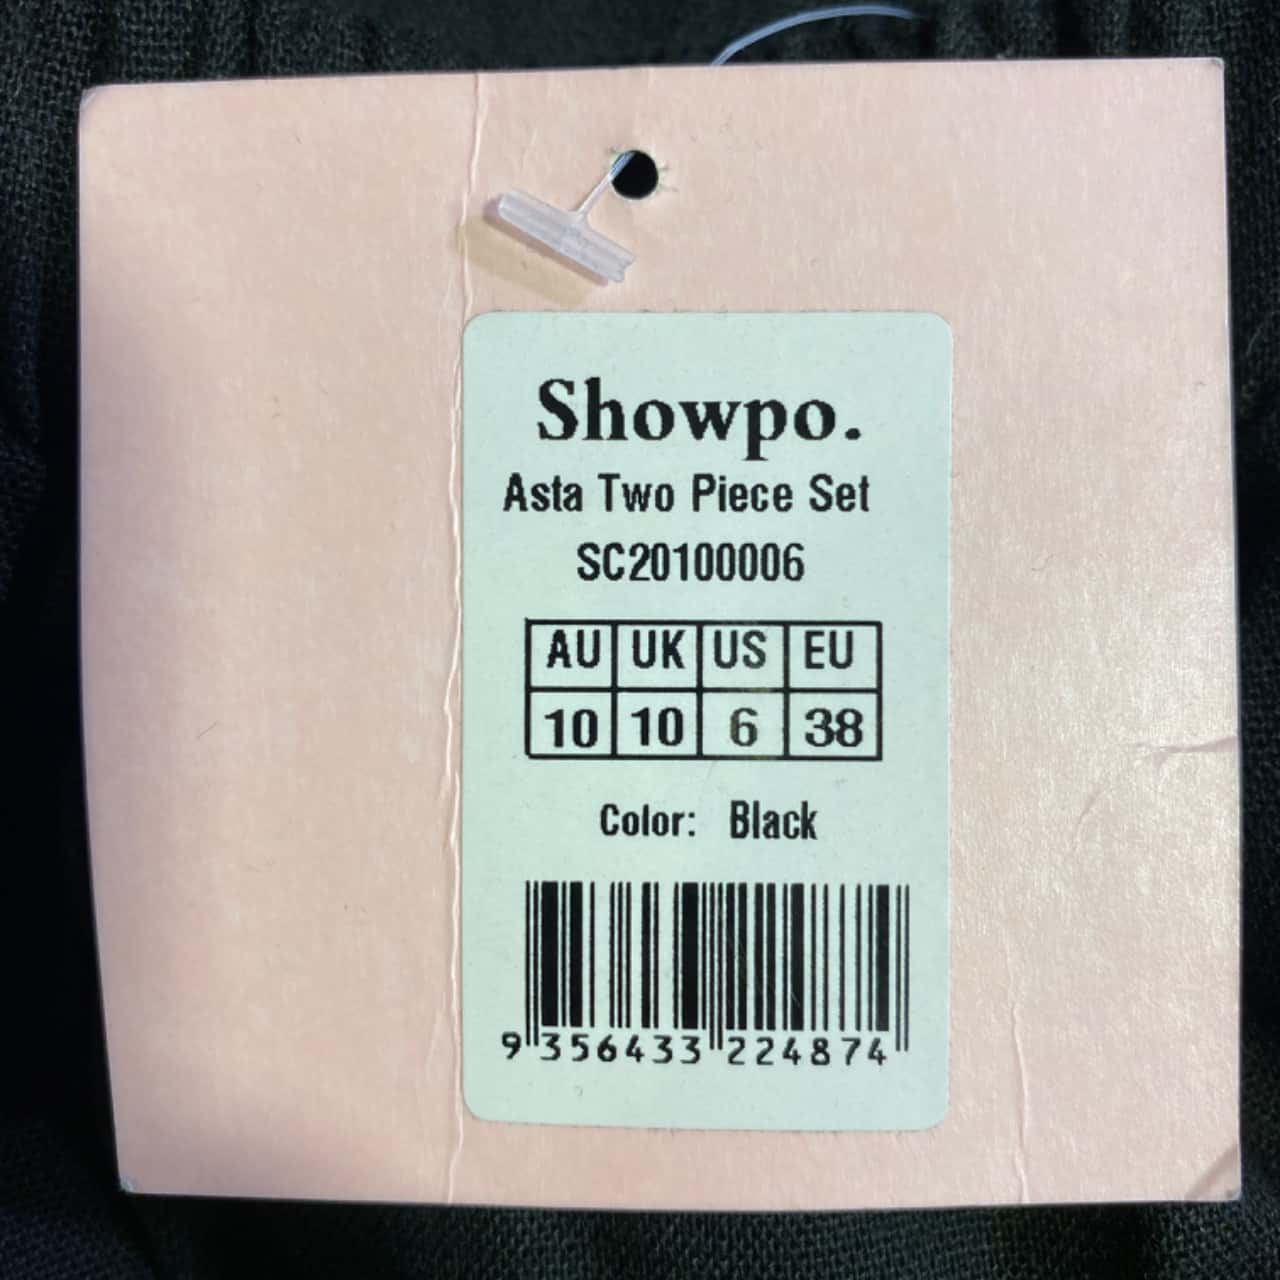 Showpo.
Asta Two Piece Set
SC20100006
AU UK US EU
10 10 6 38
Color: Black
9 356433 224874